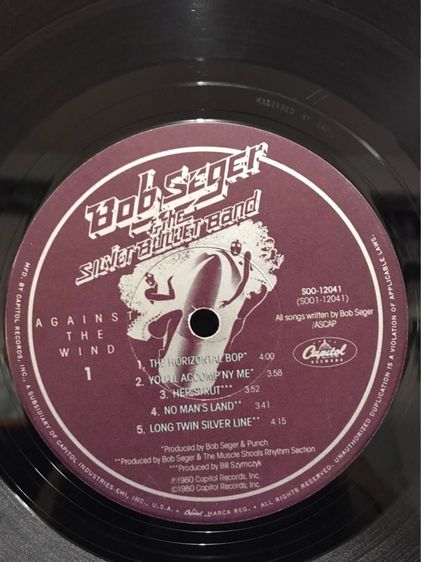 MASTERED BY
Bob Seger
& THE
SILVER BULLET BAND
SOO-12041
(SOO1-12041)
All songs written by Bob Seger
/ASCAP
AGAINST
THE
WIND
1
Capitol
RECORDS
1. THE HORIZONTAL BOP* 4:00
2. YOU'LL ACCOMP'NY ME* 3:58
3. HER STRUT*** 3:52
4. NO MAN'S LAND** 3:41
5. LONG TWIN SILVER LINE** 4:15
*Produced by Bob Seger & Punch
**Produced by Bob Seger & The Muscle Shoals Rhythm Section
***Produced by Bill Szymczyk
℗1980 Capitol Records, Inc.
©1980 Capitol Records, Inc.
MFD. BY CAPITOL RECORDS, INC., A SUBSIDIARY OF CAPITOL INDUSTRIES-EMI, INC., U.S.A. • Capitol MARCA REG. • ALL RIGHTS RESERVED. UNAUTHORIZED DUPLICATION IS A VIOLATION OF APPLICABLE LAWS.